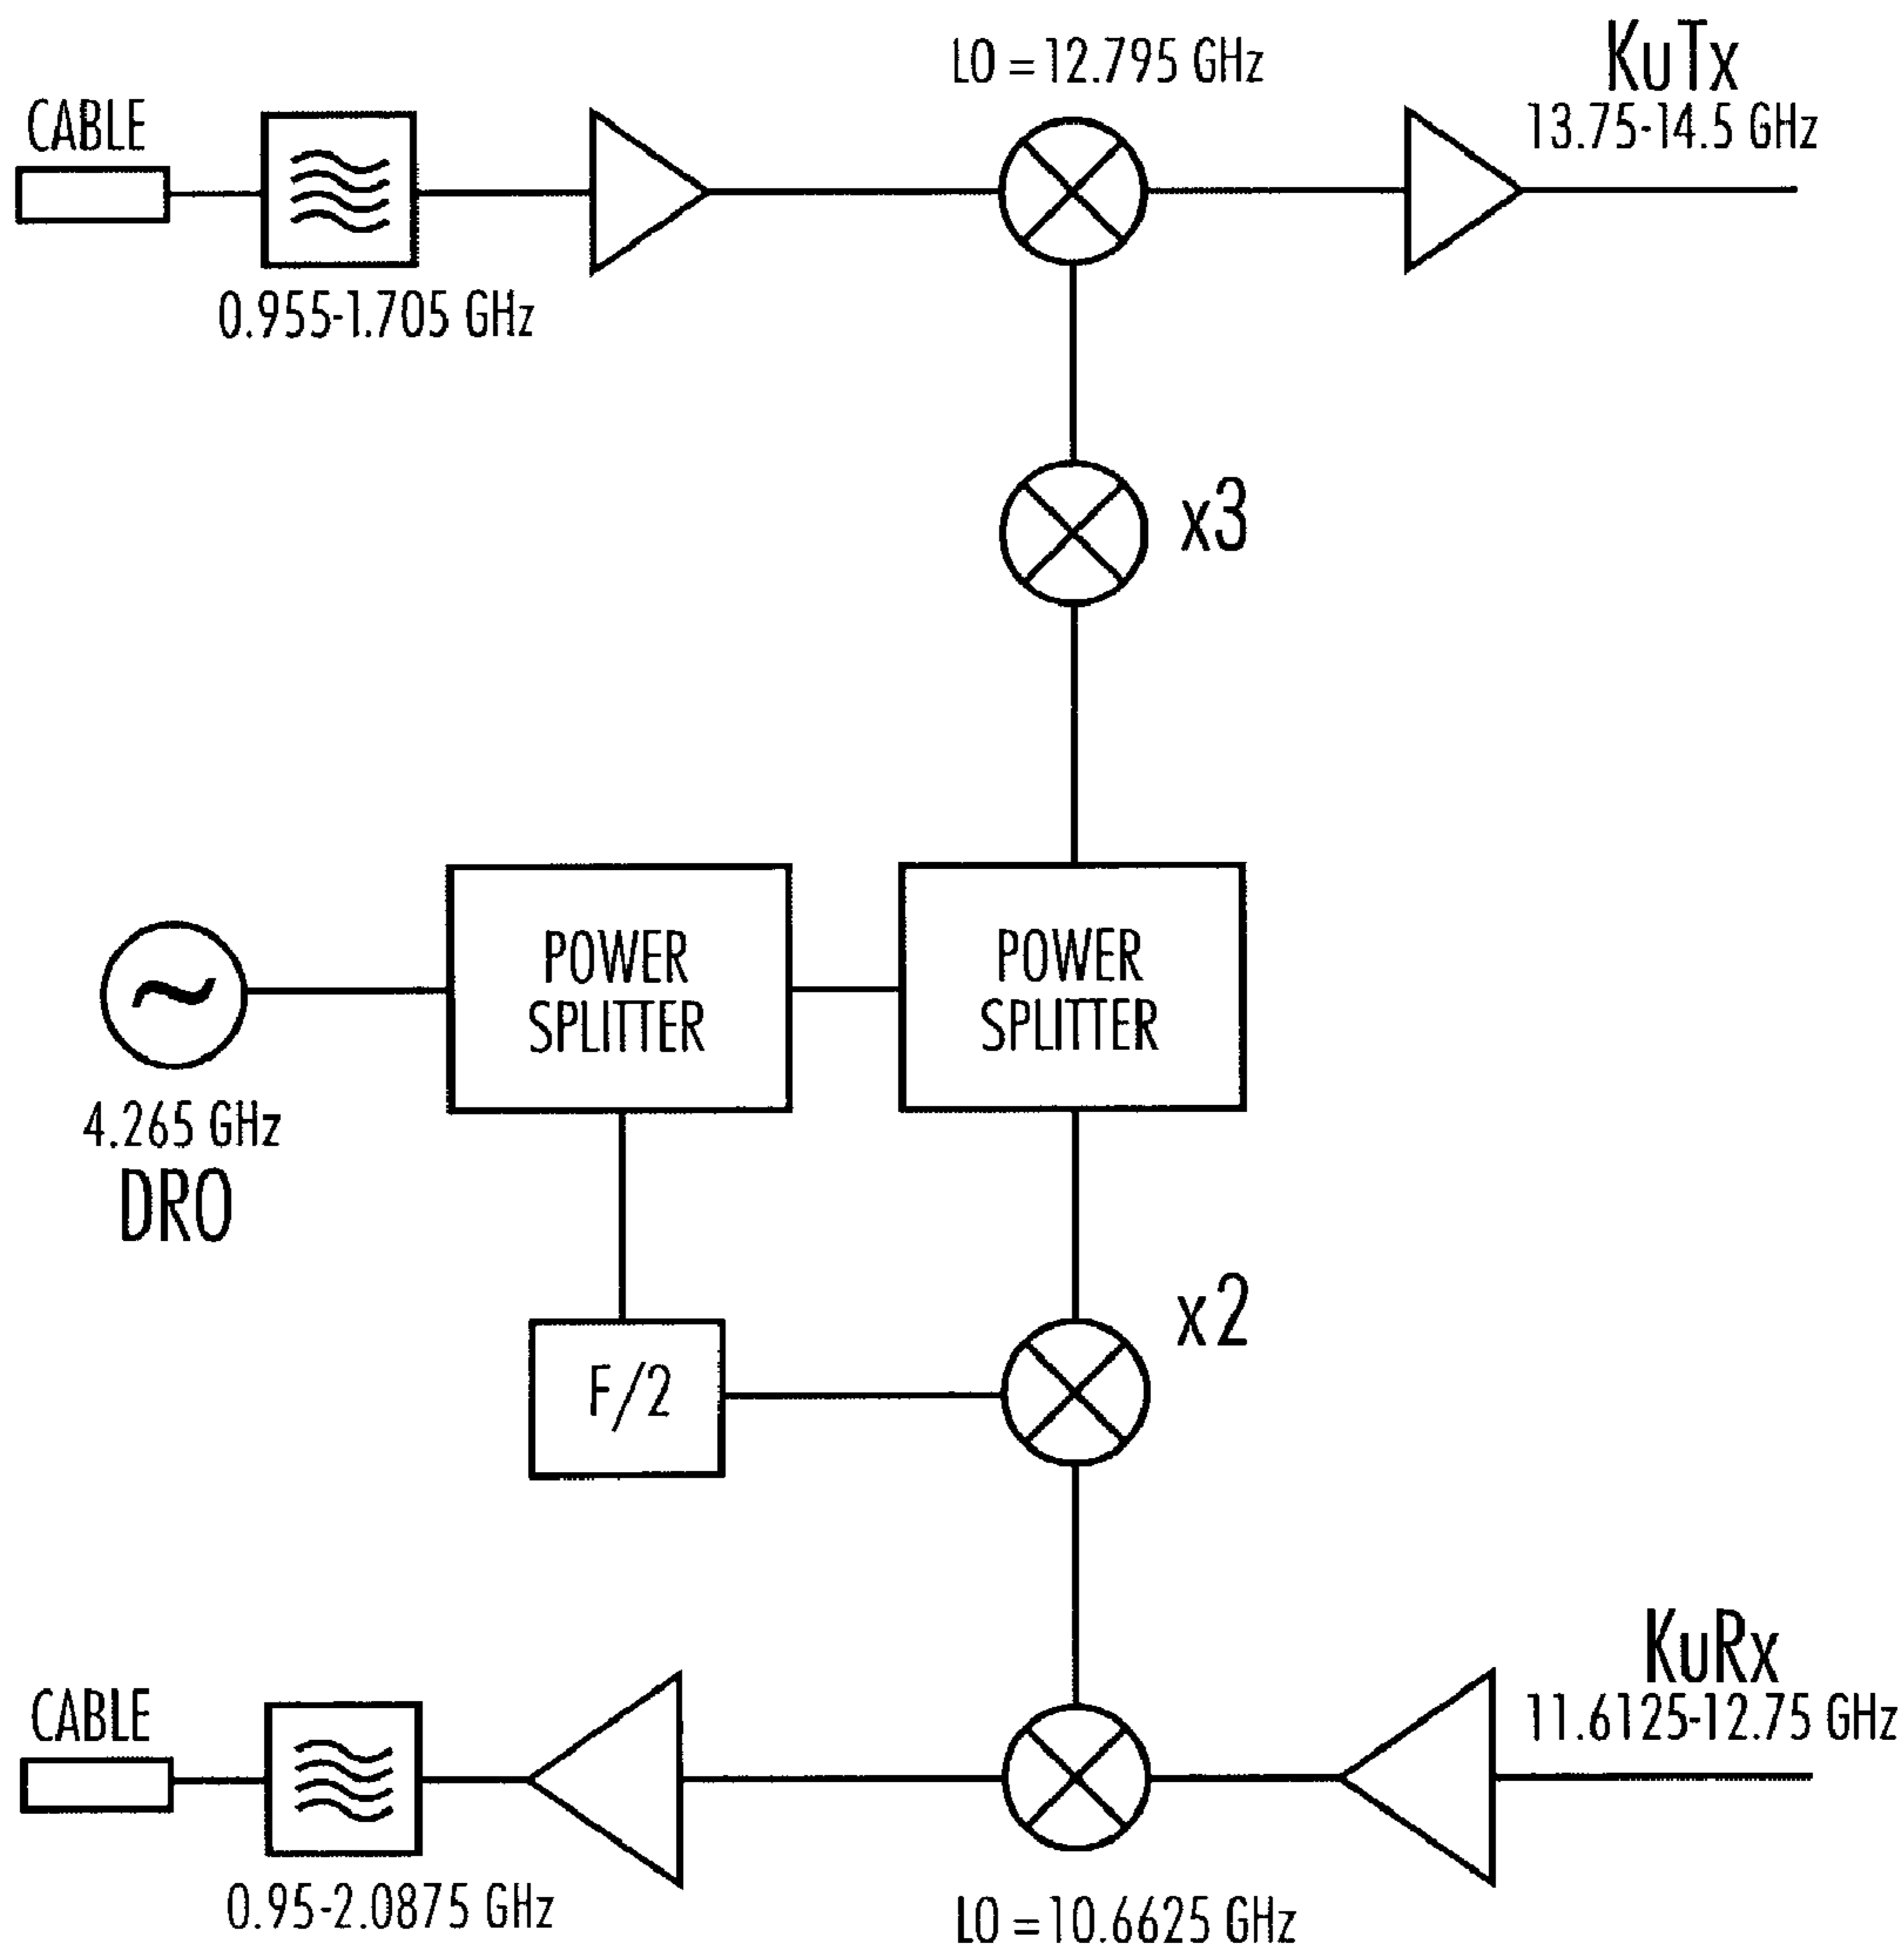 LO = 12.795 GHz
KuTx
13.75-14.5 GHz
CABLE
0.955-1.705 GHz
x3
POWER
SPLITTER
POWER
SPLITTER
4.265 GHz
DRO
x2
F/2
KuRx
11.6125-12.75 GHz
CABLE
0.95-2.0875 GHz
LO = 10.6625 GHz